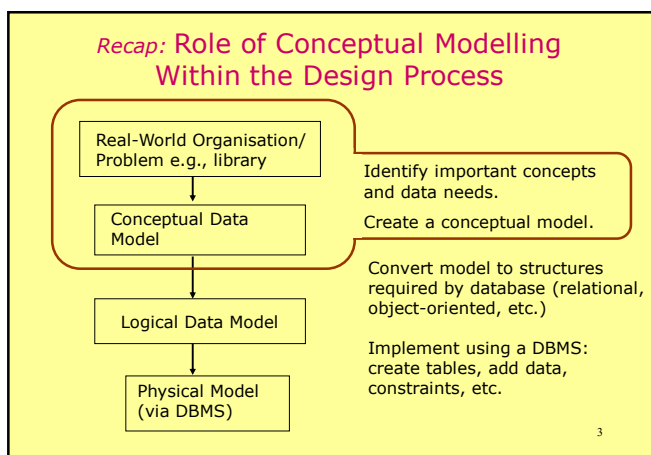 Recap: Role of Conceptual Modelling
Within the Design Process
Real-World Organisation/
Problem e.g., library
Identify important concepts
and data needs.
Create a conceptual model.
Conceptual Data
Model
Convert model to structures
required by database (relational,
object-oriented, etc.)
Logical Data Model
Implement using a DBMS:
create tables, add data,
constraints, etc.
Physical Model
(via DBMS)
3